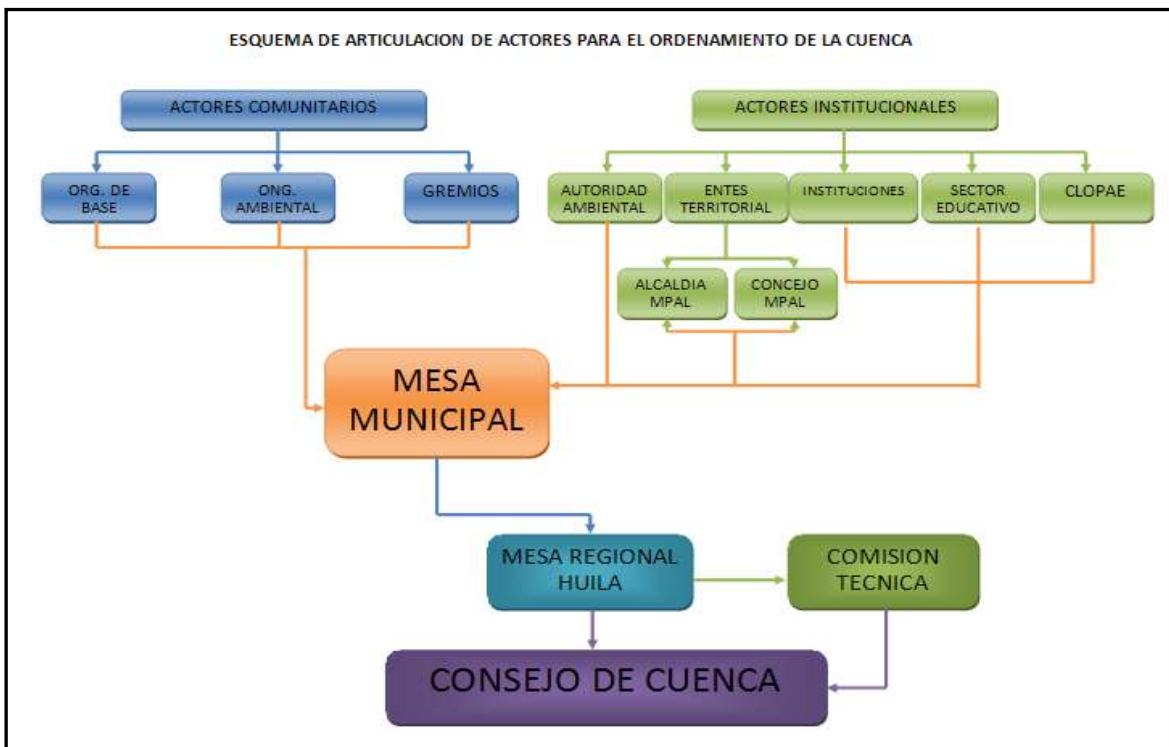 ESQUEMA DE ARTICULACION DE ACTORES PARA EL ORDENAMIENTO DE LA CUENCA
ACTORES COMUNITARIOS
ACTORES INSTITUCIONALES
ORG. DE
BASE
ONG.
AMBIENTAL
GREMIOS
AUTORIDAD
AMBIENTAL
ENTES
TERRITORIAL
INSTITUCIONES
SECTOR
EDUCATIVO
CLOPAE
ALCALDIA
MPAL
CONCEJO
MPAL
MESA
MUNICIPAL
MESA REGIONAL
HUILA
COMISION
TECNICA
CONSEJO DE CUENCA